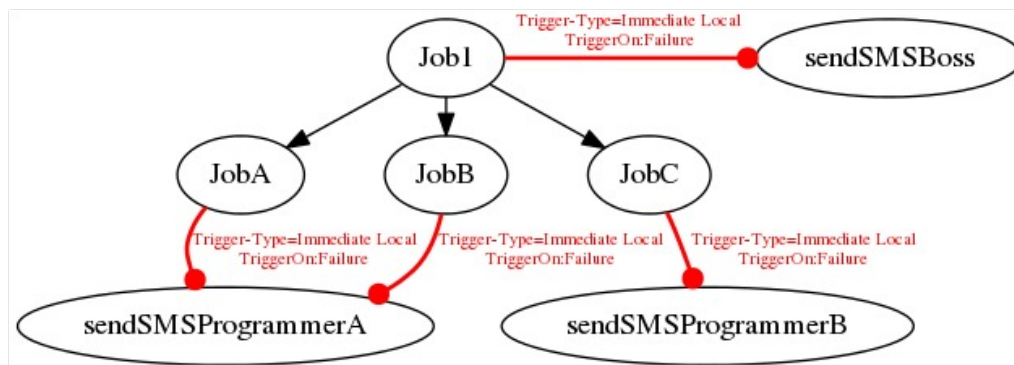 Trigger-Type=Immediate Local
TriggerOn:Failure
Job1
sendSMSBoss
JobA
JobB
JobC
Trigger-Type=Immediate Local
TriggerOn:Failure
Trigger-Type=Immediate Local
TriggerOn:Failure
Trigger-Type=Immediate Local
TriggerOn:Failure
sendSMSProgrammerA
sendSMSProgrammerB